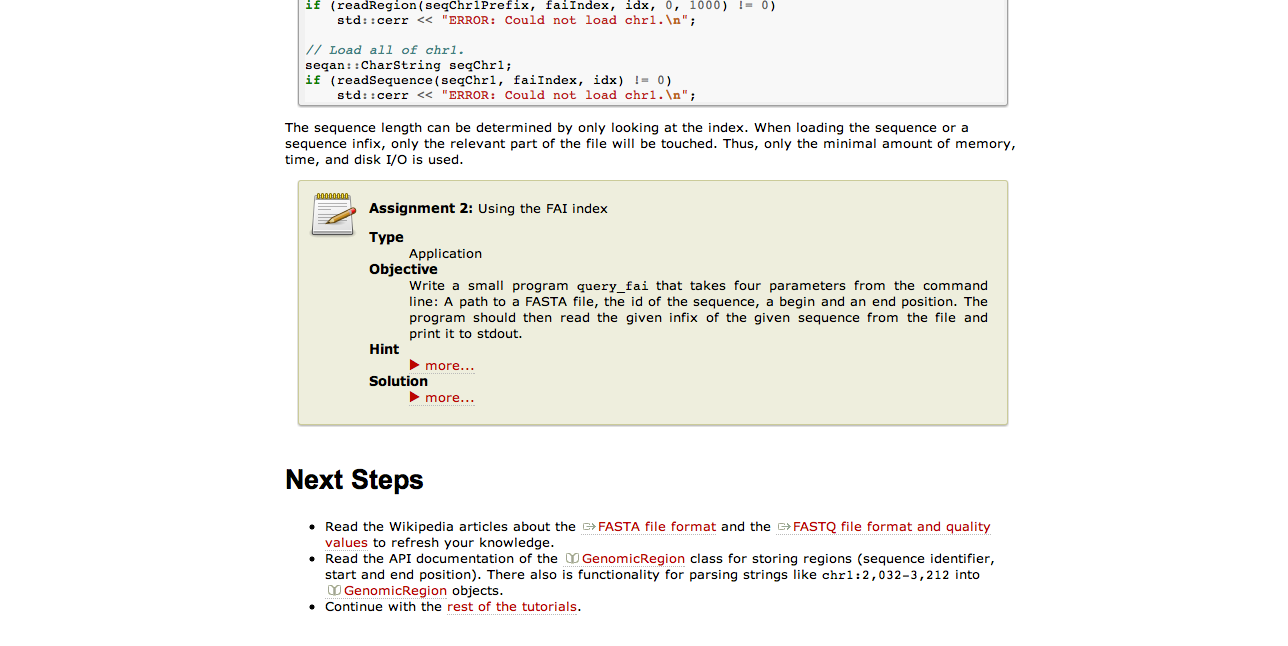 if (readRegion(seqChr1Prefix, faiIndex, idx, 0, 1000) != 0)
    std::cerr << "ERROR: Could not load chr1.\n";

// Load all of chr1.
seqan::CharString seqChr1;
if (readSequence(seqChr1, faiIndex, idx) != 0)
    std::cerr << "ERROR: Could not load chr1.\n";
The sequence length can be determined by only looking at the index. When loading the sequence or a
sequence infix, only the relevant part of the file will be touched. Thus, only the minimal amount of memory,
time, and disk I/O is used.
Assignment 2: Using the FAI index
Type
Application
Objective
Write a small program query_fai that takes four parameters from the command
line: A path to a FASTA file, the id of the sequence, a begin and an end position. The
program should then read the given infix of the given sequence from the file and
print it to stdout.
Hint
▶ more...
Solution
▶ more...
Next Steps
• Read the Wikipedia articles about the FASTA file format and the FASTQ file format and quality
values to refresh your knowledge.
• Read the API documentation of the GenomicRegion class for storing regions (sequence identifier,
start and end position). There also is functionality for parsing strings like chr1:2,032-3,212 into
GenomicRegion objects.
• Continue with the rest of the tutorials.